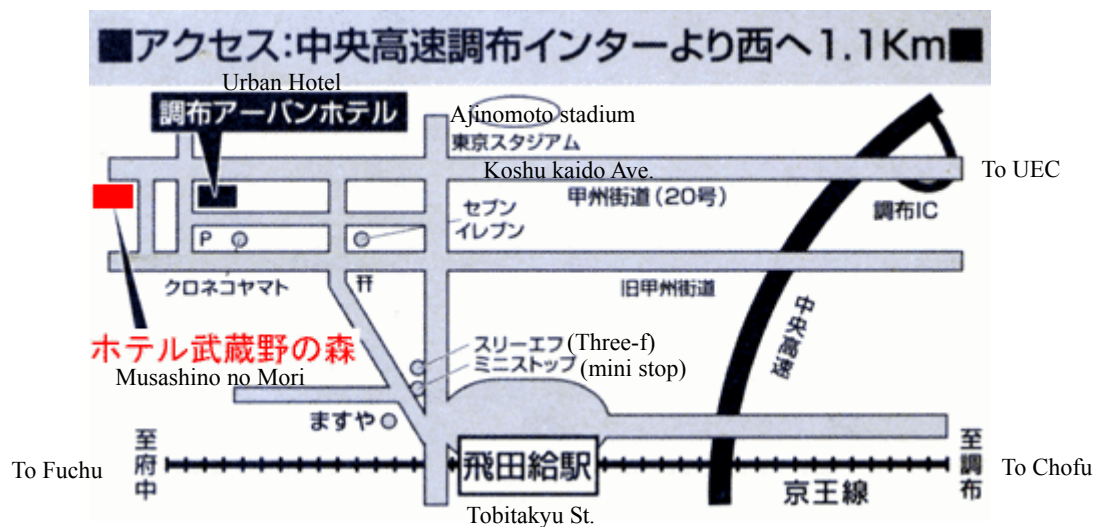 ■アクセス:中央高速調布インターより西へ1.1Km■
Urban Hotel
調布アーバンホテル
Ajinomoto stadium
東京スタジアム
Koshu kaido Ave.
To UEC
甲州街道(20号)
調布IC
セブン
イレブン
P
クロネコヤマト
旧甲州街道
中央高速
ホテル武蔵野の森
Musashino no Mori
スリーエフ (Three-f)
ミニストップ (mini stop)
ますや
至府中
To Fuchu
飛田給駅
至調布
To Chofu
京王線
Tobitakyu St.